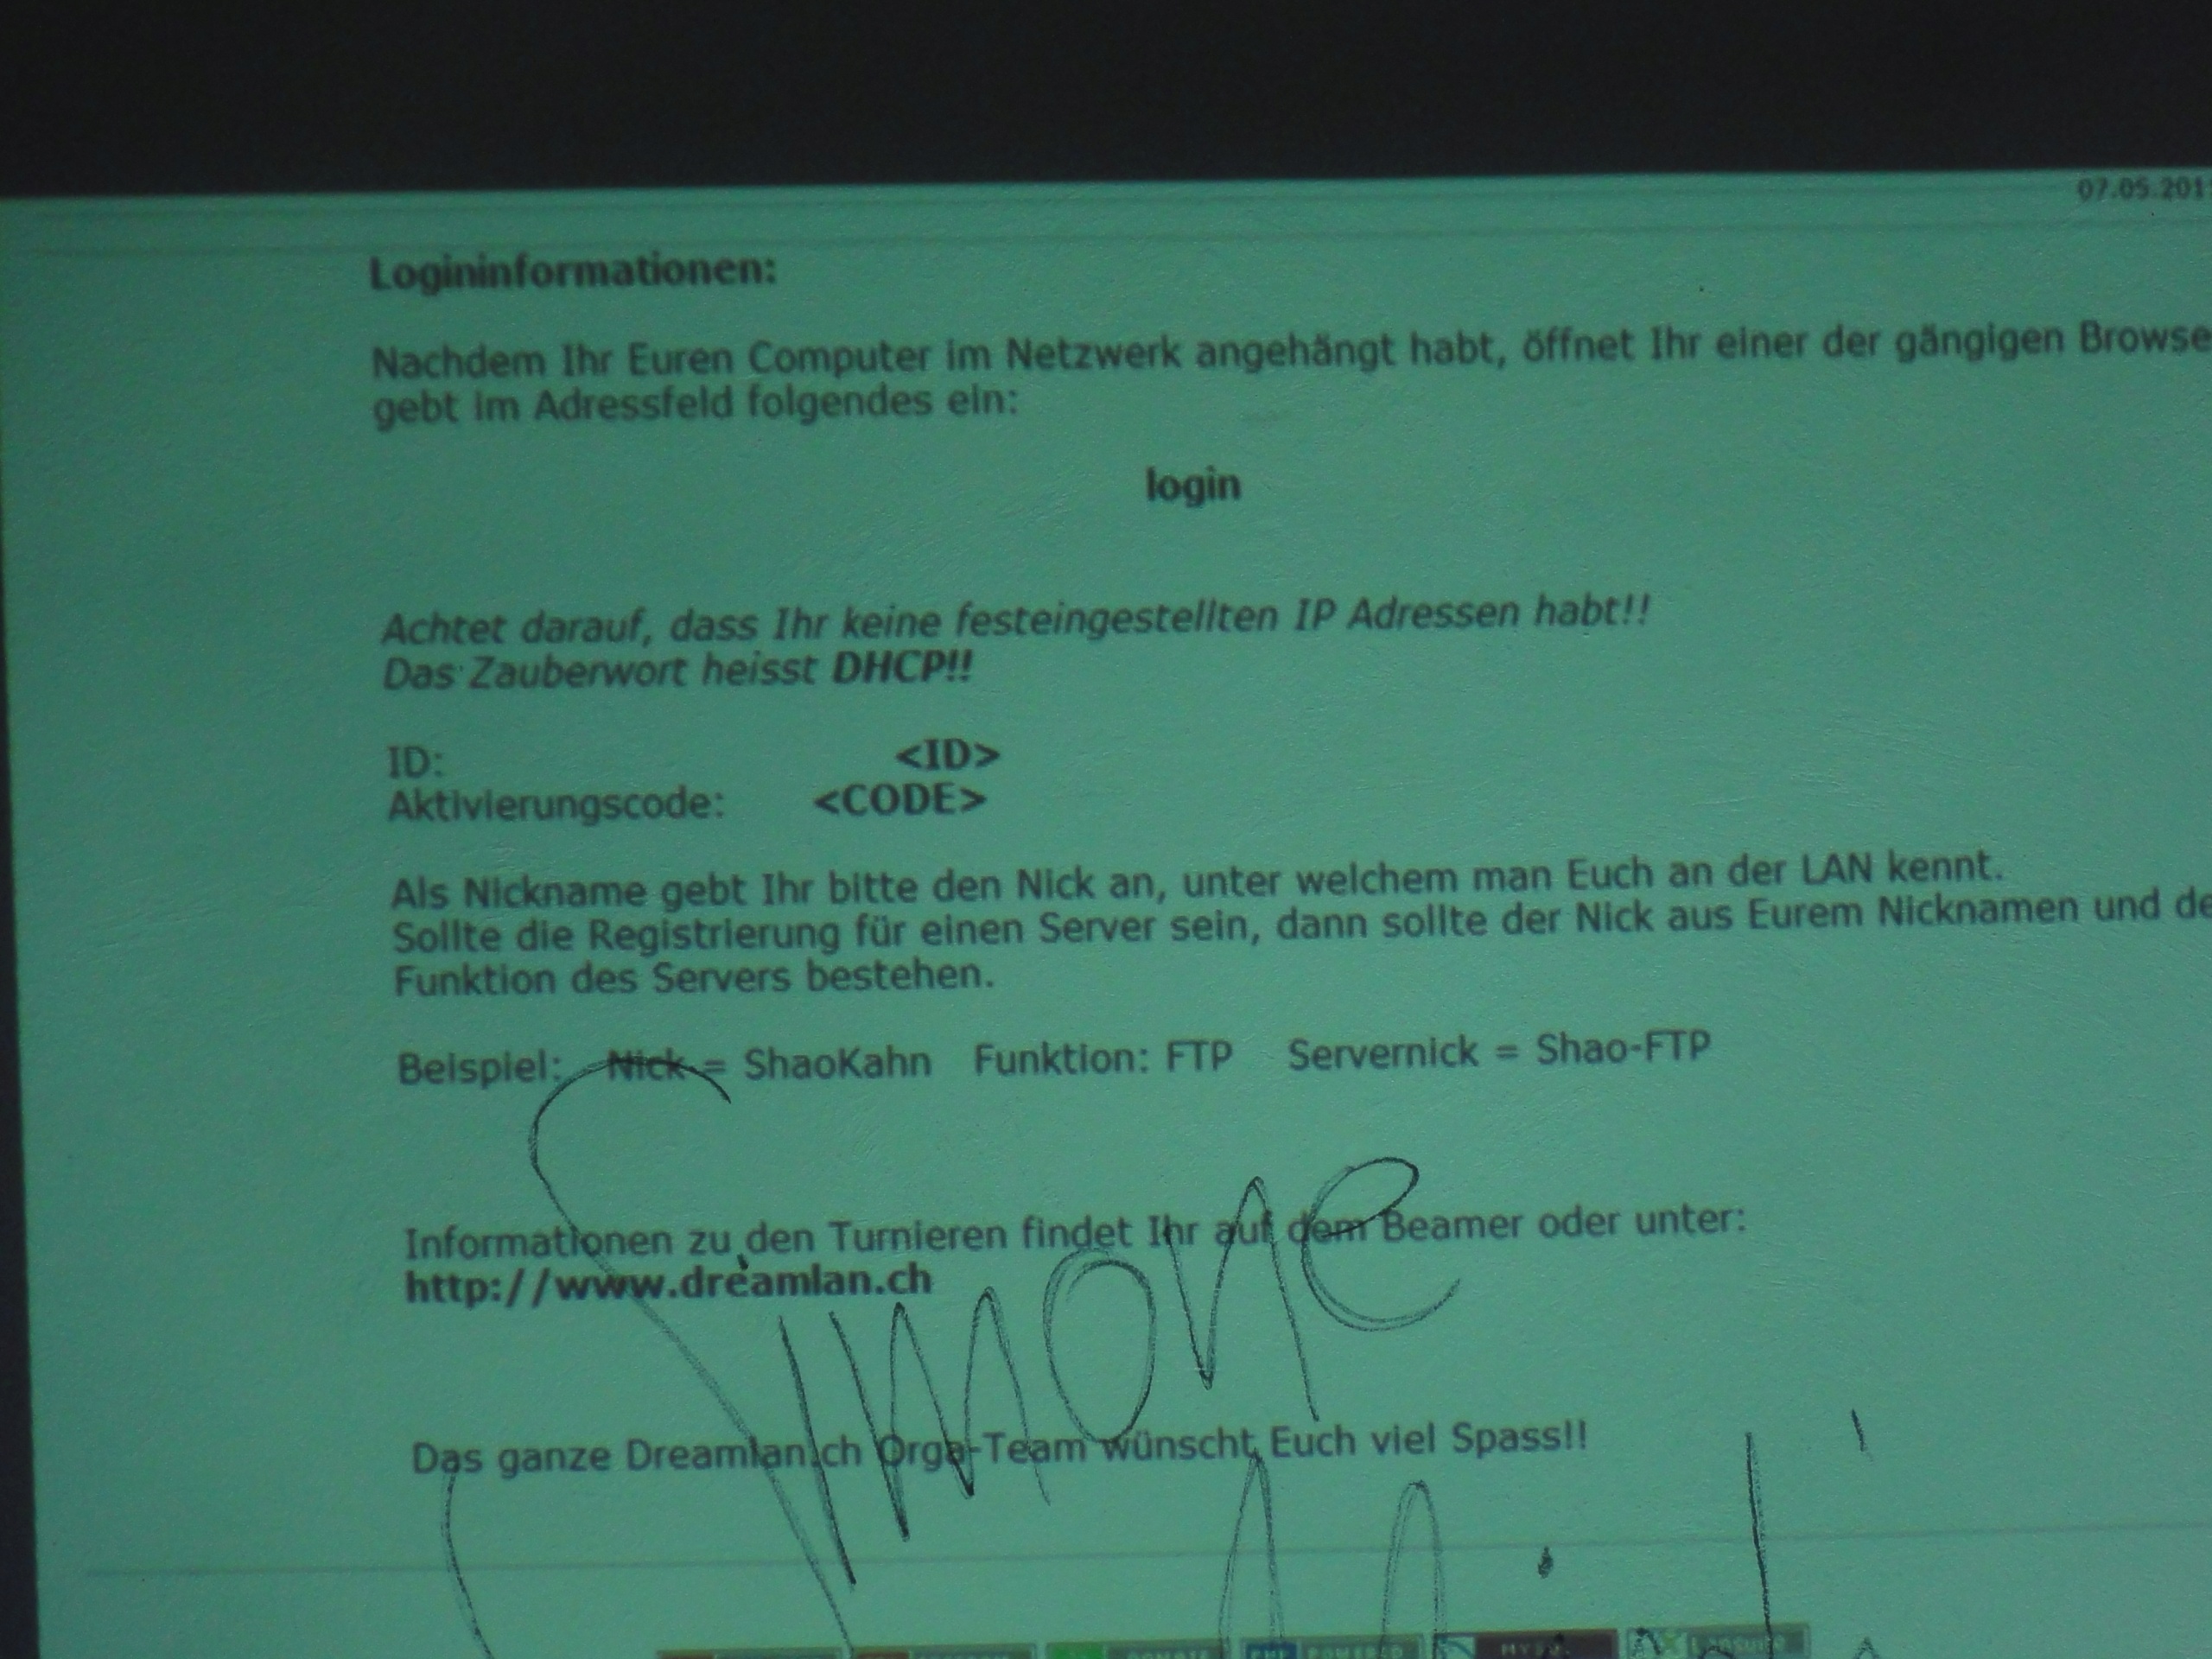 07.05.201
Logininformationen:
Nachdem Ihr Euren Computer im Netzwerk angehängt habt, öffnet Ihr einer der gängigen Browse
gebt im Adressfeld folgendes ein:
login
Achtet darauf, dass Ihr keine festeingestellten IP Adressen habt!!
Das Zauberwort heisst DHCP!!
ID: <ID>
Aktivierungscode: <CODE>
Als Nickname gebt Ihr bitte den Nick an, unter welchem man Euch an der LAN kennt.
Sollte die Registrierung für einen Server sein, dann sollte der Nick aus Eurem Nicknamen und de
Funktion des Servers bestehen.
Beispiel: Nick = ShaoKahn Funktion: FTP Servernick = Shao-FTP
Simone
Informationen zu den Turnieren findet Ihr auf dem Beamer oder unter:
http://www.dreamlan.ch
Das ganze Dreamlan.ch Orga-Team wünscht Euch viel Spass!!
POWERED Lansuite